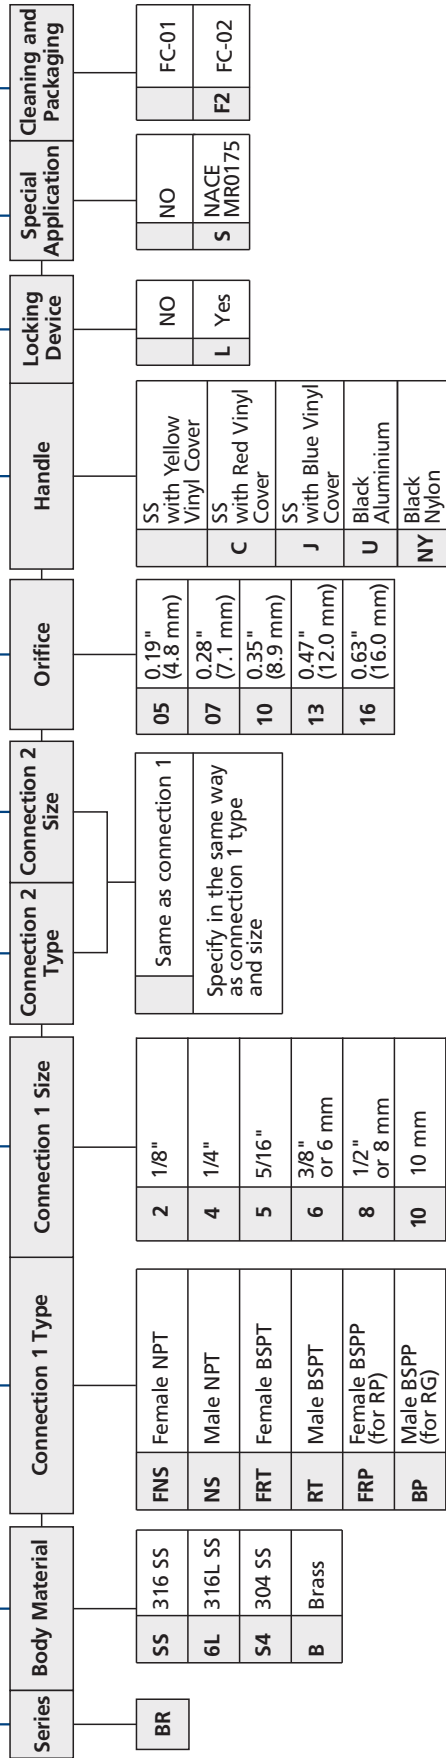 Series
BR
Body Material
SS 316 SS
6L 316L SS
S4 304 SS
B Brass
Connection 1 Type
FNS Female NPT
NS Male NPT
FRT Female BSPT
RT Male BSPT
FRP Female BSPP
(for RP)
BP Male BSPP
(for RG)
Connection 1 Size
2 1/8"
4 1/4"
5 5/16"
6 3/8"
or 6 mm
8 1/2"
or 8 mm
10 10 mm
Connection 2
Type
Connection 2
Size
Same as connection 1
Specify in the same way
as connection 1 type
and size
Orifice
05 0.19"
(4.8 mm)
07 0.28"
(7.1 mm)
10 0.35"
(8.9 mm)
13 0.47"
(12.0 mm)
16 0.63"
(16.0 mm)
Handle
SS
with Yellow
Vinyl Cover
C SS
with Red Vinyl
Cover
J SS
with Blue Vinyl
Cover
U Black
Aluminium
NY Black
Nylon
Locking
Device
NO
L Yes
Special
Application
NO
S NACE
MR0175
Cleaning and
Packaging
FC-01
F2 FC-02